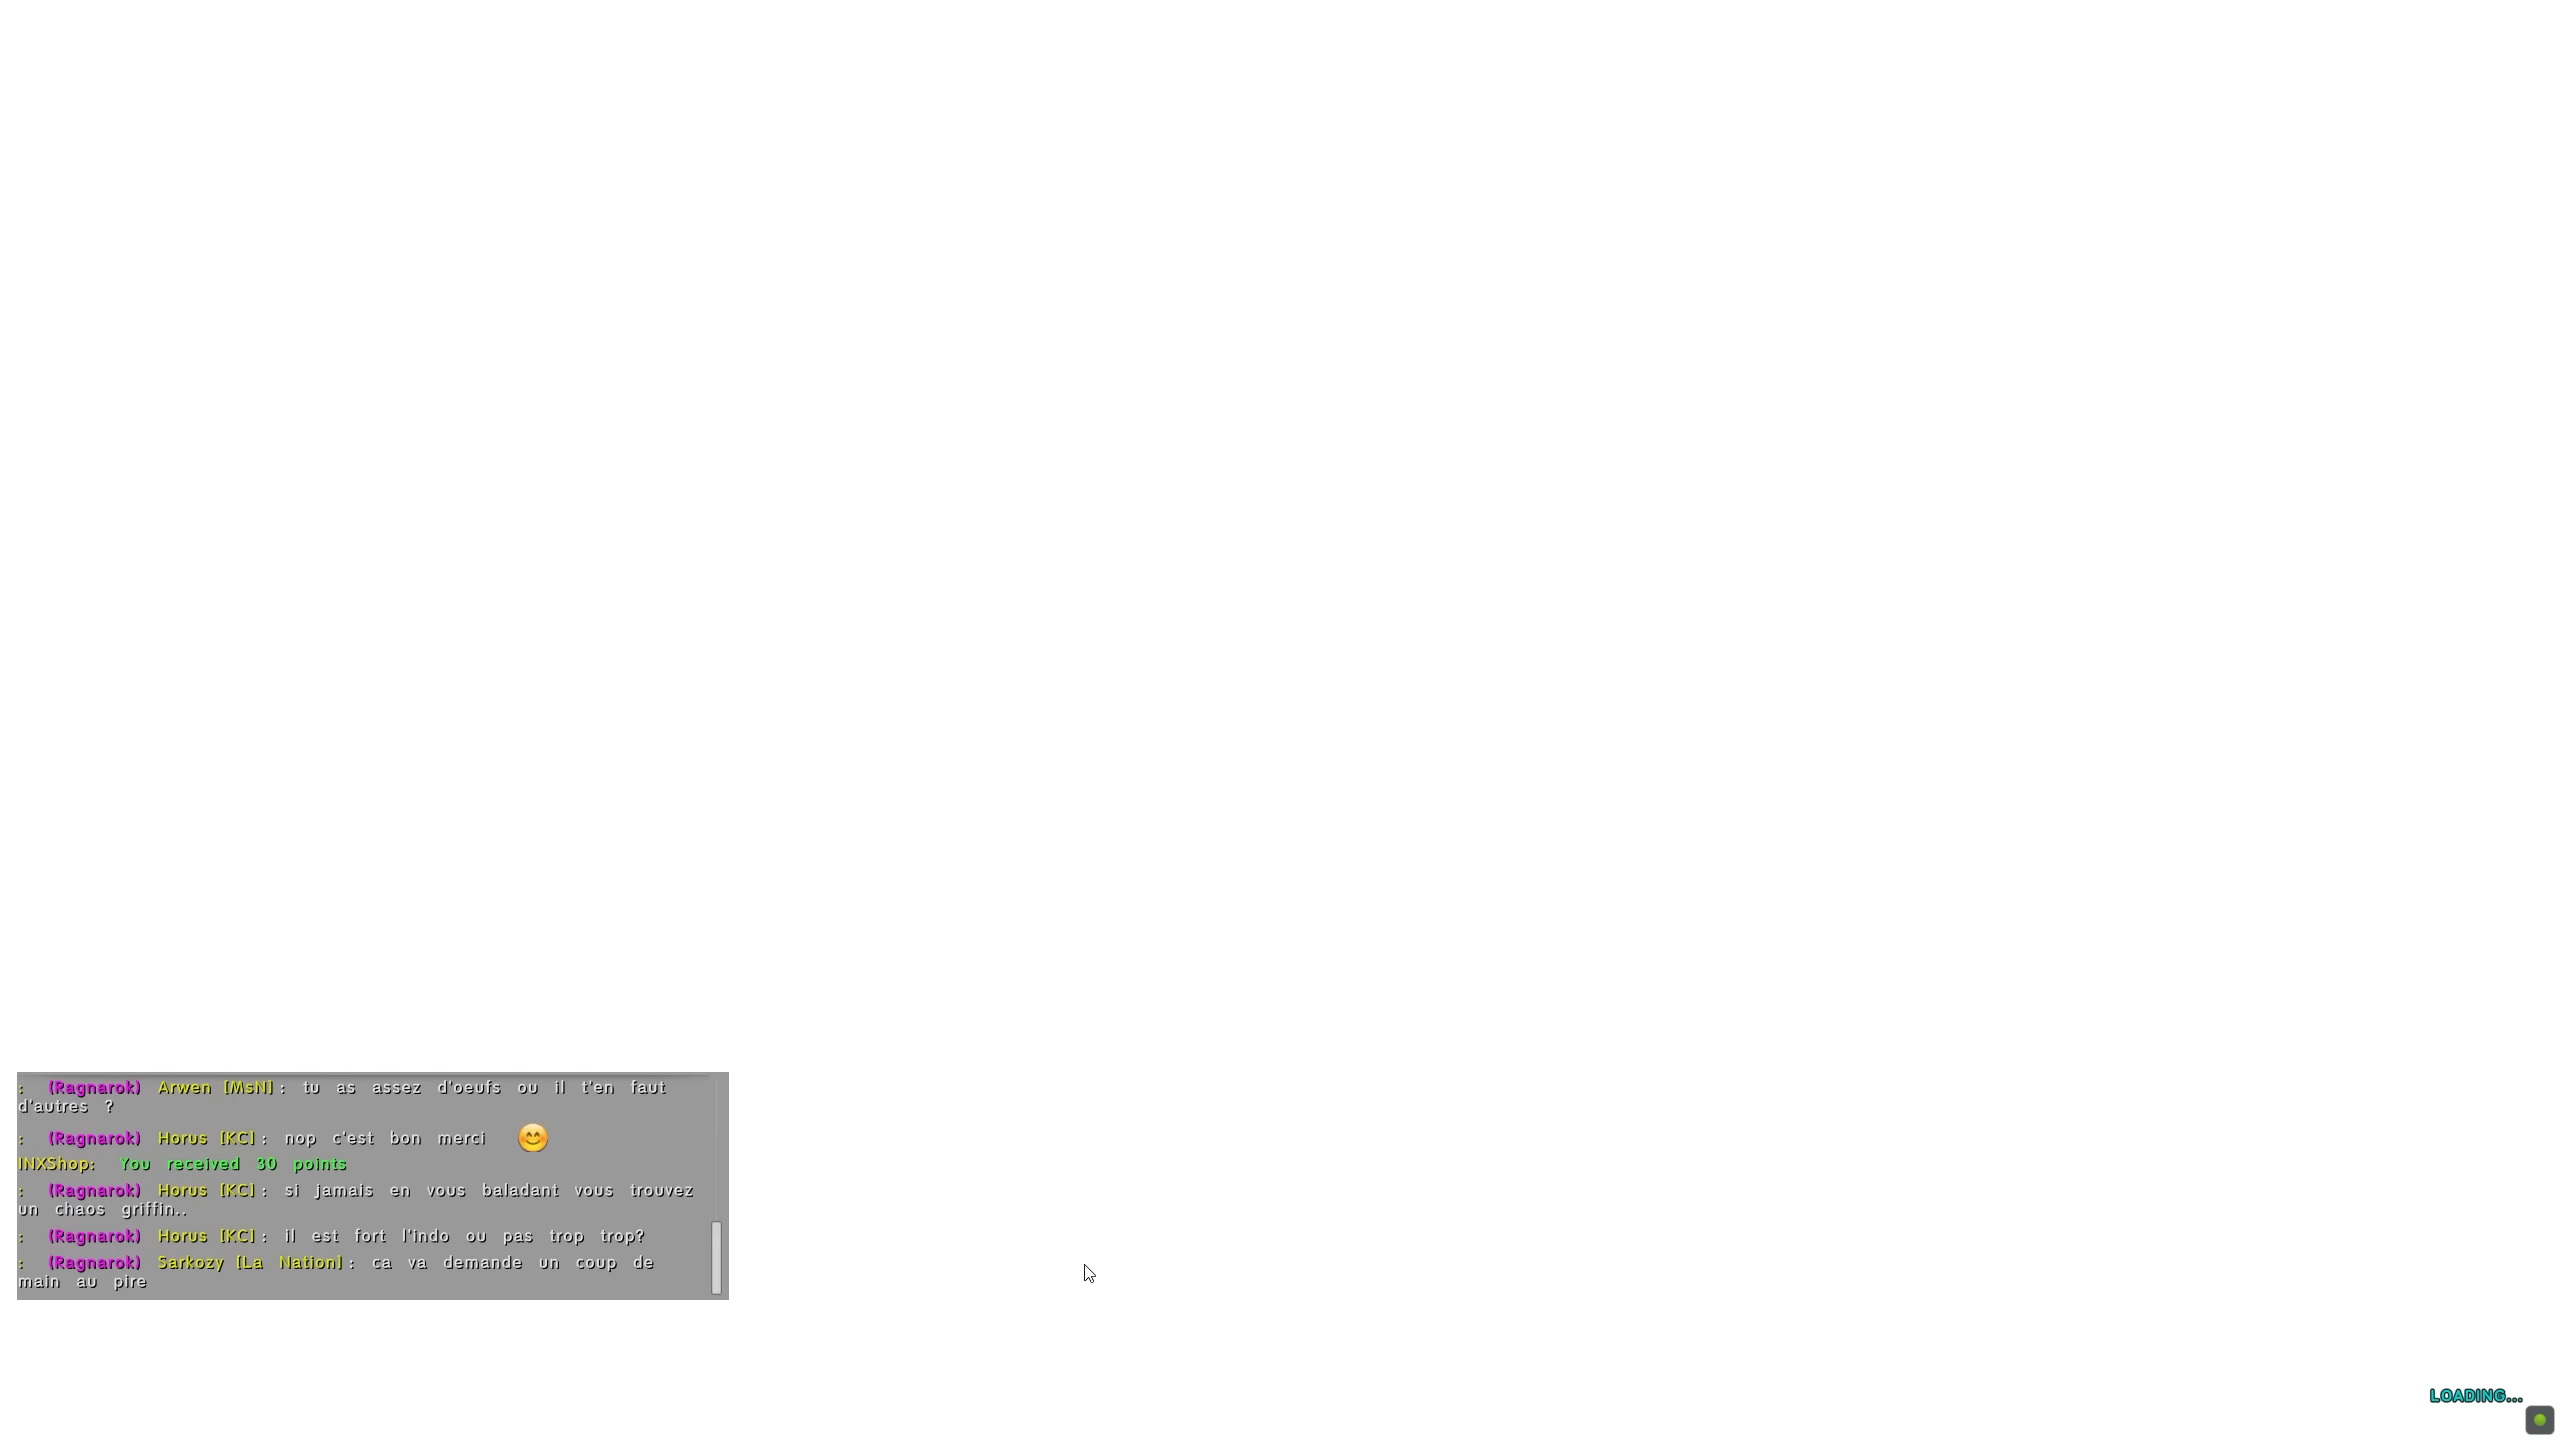 : (Ragnarok) Arwen [MsN] : tu as assez d'oeufs ou il t'en faut
d'autres ?
: (Ragnarok) Horus [KC] : nop c'est bon merci 😊
INXShop: You received 30 points
: (Ragnarok) Horus [KC] : si jamais en vous baladant vous trouvez
un chaos griffin..
: (Ragnarok) Horus [KC] : il est fort l'indo ou pas trop trop?
: (Ragnarok) Sarkozy [La Nation] : ca va demande un coup de
main au pire
LOADING...